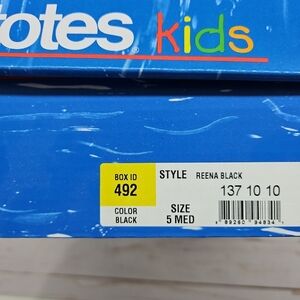 totes kids
BOX ID
492
STYLE REENA BLACK
137 10 10
COLOR
BLACK
SIZE
5 MED